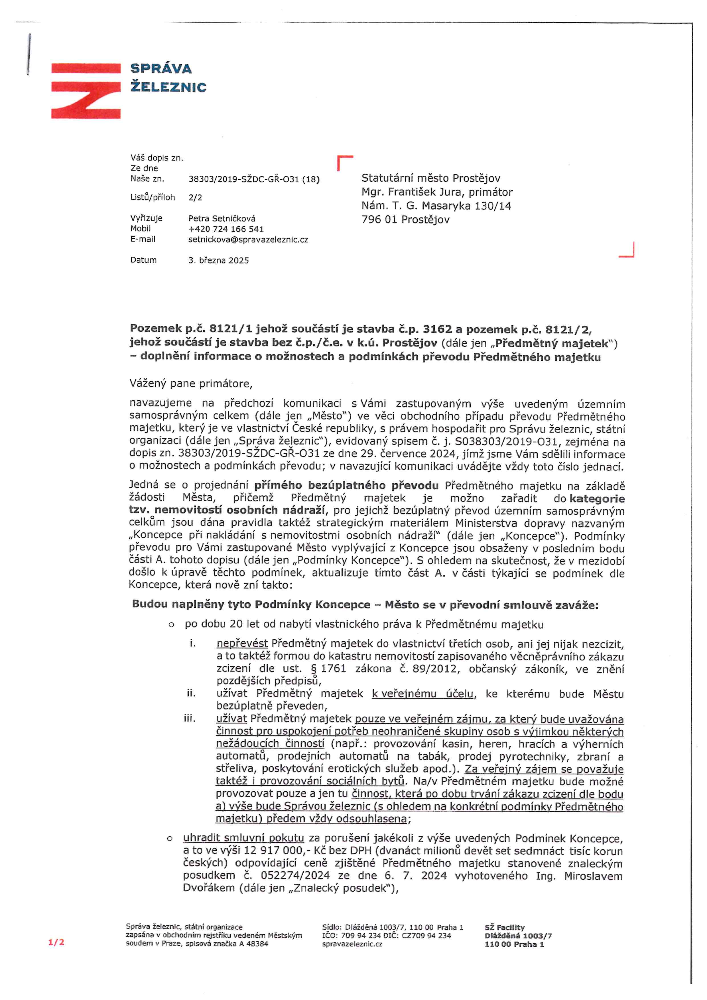 SPRÁVA
ŽELEZNIC
Váš dopis zn.
Ze dne
Naše zn. 38303/2019-SŽDC-GŘ-O31 (18)
Listů/příloh 2/2
Vyřizuje Petra Setničková
Mobil +420 724 166 541
E-mail setnickova@spravazeleznic.cz
Datum 3. března 2025
Statutární město Prostějov
Mgr. František Jura, primátor
Nám. T. G. Masaryka 130/14
796 01 Prostějov
Pozemek p.č. 8121/1 jehož součástí je stavba č.p. 3162 a pozemek p.č. 8121/2,
jehož součástí je stavba bez č.p./č.e. v k.ú. Prostějov (dále jen „Předmětný majetek")
– doplnění informace o možnostech a podmínkách převodu Předmětného majetku
Vážený pane primátore,
navazujeme na předchozí komunikaci s Vámi zastupovaným výše uvedeným územním
samosprávným celkem (dále jen „Město") ve věci obchodního případu převodu Předmětného
majetku, který je ve vlastnictví České republiky, s právem hospodařit pro Správu železnic, státní
organizaci (dále jen „Správa železnic"), evidovaný spisem č. j. S038303/2019-O31, zejména na
dopis zn. 38303/2019-SŽDC-GŘ-O31 ze dne 29. července 2024, jímž jsme Vám sdělili informace
o možnostech a podmínkách převodu; v navazující komunikaci uvádějte vždy toto číslo jednací.
Jedná se o projednání přímého bezúplatného převodu Předmětného majetku na základě
žádosti Města, přičemž Předmětný majetek je možno zařadit do kategorie
tzv. nemovitostí osobních nádraží, pro jejichž bezúplatný převod územním samosprávným
celkům jsou dána pravidla taktéž strategickým materiálem Ministerstva dopravy nazvaným
„Koncepce při nakládání s nemovitostmi osobních nádraží" (dále jen „Koncepce"). Podmínky
převodu pro Vámi zastupované Město vyplývající z Koncepce jsou obsaženy v posledním bodu
části A. tohoto dopisu (dále jen „Podmínky Koncepce"). S ohledem na skutečnost, že v mezidobí
došlo k úpravě těchto podmínek, aktualizuje tímto část A. v části týkající se podmínek dle
Koncepce, která nově zní takto:
Budou naplněny tyto Podmínky Koncepce – Město se v převodní smlouvě zaváže:
o po dobu 20 let od nabytí vlastnického práva k Předmětnému majetku
i. nepřevést Předmětný majetek do vlastnictví třetích osob, ani jej nijak nezcizit,
a to taktéž formou do katastru nemovitostí zapisovaného věcněprávního zákazu
zcizení dle ust. § 1761 zákona č. 89/2012, občanský zákoník, ve znění
pozdějších předpisů,
ii. užívat Předmětný majetek k veřejnému účelu, ke kterému bude Městu
bezúplatně převeden,
iii. užívat Předmětný majetek pouze ve veřejném zájmu, za který bude uvažována
činnost pro uspokojení potřeb neohraničené skupiny osob s výjimkou některých
nežádoucích činností (např.: provozování kasin, heren, hracích a výherních
automatů, prodejních automatů na tabák, prodej pyrotechniky, zbraní a
střeliva, poskytování erotických služeb apod.). Za veřejný zájem se považuje
taktéž i provozování sociálních bytů. Na/v Předmětném majetku bude možné
provozovat pouze a jen tu činnost, která po dobu trvání zákazu zcizení dle bodu
a) výše bude Správou železnic (s ohledem na konkrétní podmínky Předmětného
majetku) předem vždy odsouhlasena;
o uhradit smluvní pokutu za porušení jakékoli z výše uvedených Podmínek Koncepce,
a to ve výši 12 917 000,- Kč bez DPH (dvanáct milionů devět set sedmnáct tisíc korun
českých) odpovídající ceně zjištěné Předmětného majetku stanovené znaleckým
posudkem č. 052274/2024 ze dne 6. 7. 2024 vyhotoveného Ing. Miroslavem
Dvořákem (dále jen „Znalecký posudek"),
Správa železnic, státní organizace
zapsána v obchodním rejstříku vedeném Městským
soudem v Praze, spisová značka A 48384
Sídlo: Dlážděná 1003/7, 110 00 Praha 1
IČO: 709 94 234 DIČ: CZ709 94 234
spravazeleznic.cz
SŽ Facility
Dlážděná 1003/7
110 00 Praha 1
1/2